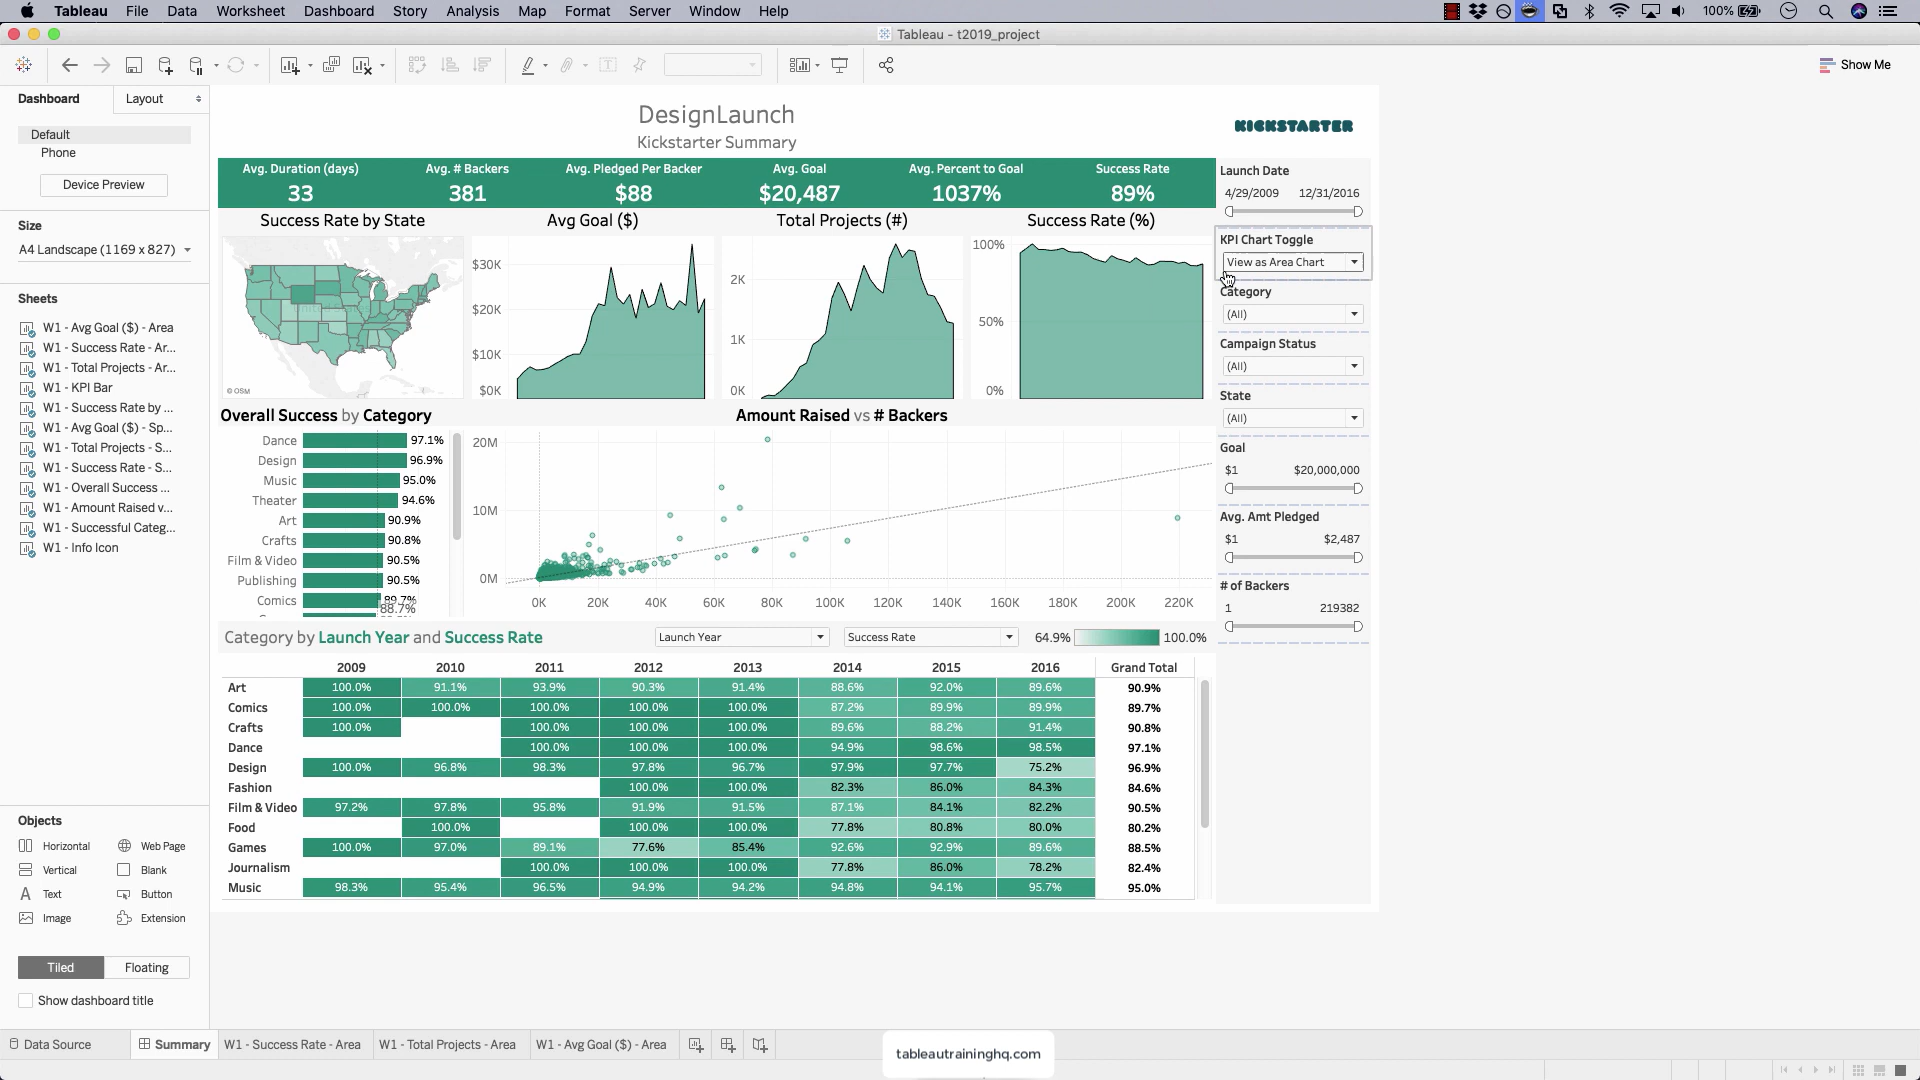 Tableau File Data Worksheet Dashboard Story Analysis Map Format Server Window Help 100%
Tableau - t2019_project
Show Me
Dashboard Layout
Default
Phone
Device Preview
Size
A4 Landscape (1169 x 827)
Sheets
W1 - Avg Goal ($) - Area
W1 - Success Rate - Ar...
W1 - Total Projects - Ar...
W1 - KPI Bar
W1 - Success Rate by ...
W1 - Avg Goal ($) - Sp...
W1 - Total Projects - S...
W1 - Success Rate - S...
W1 - Overall Success ...
W1 - Amount Raised v...
W1 - Successful Categ...
W1 - Info Icon
Objects
Horizontal Web Page
Vertical Blank
Text Button
Image Extension
Tiled Floating
Show dashboard title
DesignLaunch
Kickstarter Summary
KICKSTARTER
Avg. Duration (days) Avg. # Backers Avg. Pledged Per Backer Avg. Goal Avg. Percent to Goal Success Rate
33 381 $88 $20,487 1037% 89%
Success Rate by State Avg Goal ($) Total Projects (#) Success Rate (%)
United States
© OSM
$30K
$20K
$10K
$0K
2K
1K
0K
100%
50%
0%
Overall Success by Category
Dance 97.1%
Design 96.9%
Music 95.0%
Theater 94.6%
Art 90.9%
Crafts 90.8%
Film & Video 90.5%
Publishing 90.5%
Comics 89.7%
88.7%
Amount Raised vs # Backers
20M
10M
0M
0K 20K 40K 60K 80K 100K 120K 140K 160K 180K 200K 220K
Category by Launch Year and Success Rate Launch Year Success Rate 64.9% 100.0%
2009 2010 2011 2012 2013 2014 2015 2016 Grand Total
Art 100.0% 91.1% 93.9% 90.3% 91.4% 88.6% 92.0% 89.6% 90.9%
Comics 100.0% 100.0% 100.0% 100.0% 100.0% 87.2% 89.9% 89.9% 89.7%
Crafts 100.0% 100.0% 100.0% 100.0% 89.6% 88.2% 91.4% 90.8%
Dance 100.0% 100.0% 100.0% 94.9% 98.6% 98.5% 97.1%
Design 100.0% 96.8% 98.3% 97.8% 96.7% 97.9% 97.7% 75.2% 96.9%
Fashion 100.0% 100.0% 82.3% 86.0% 84.3% 84.6%
Film & Video 97.2% 97.8% 95.8% 91.9% 91.5% 87.1% 84.1% 82.2% 90.5%
Food 100.0% 100.0% 100.0% 77.8% 80.8% 80.0% 80.2%
Games 100.0% 97.0% 89.1% 77.6% 85.4% 92.6% 92.9% 89.6% 88.5%
Journalism 100.0% 100.0% 100.0% 77.8% 86.0% 78.2% 82.4%
Music 98.3% 95.4% 96.5% 94.9% 94.2% 94.8% 94.1% 95.7% 95.0%
Launch Date
4/29/2009 12/31/2016
KPI Chart Toggle
View as Area Chart
Category
(All)
Campaign Status
(All)
State
(All)
Goal
$1 $20,000,000
Avg. Amt Pledged
$1 $2,487
# of Backers
1 219382
Data Source Summary W1 - Success Rate - Area W1 - Total Projects - Area W1 - Avg Goal ($) - Area
tableautraininghq.com